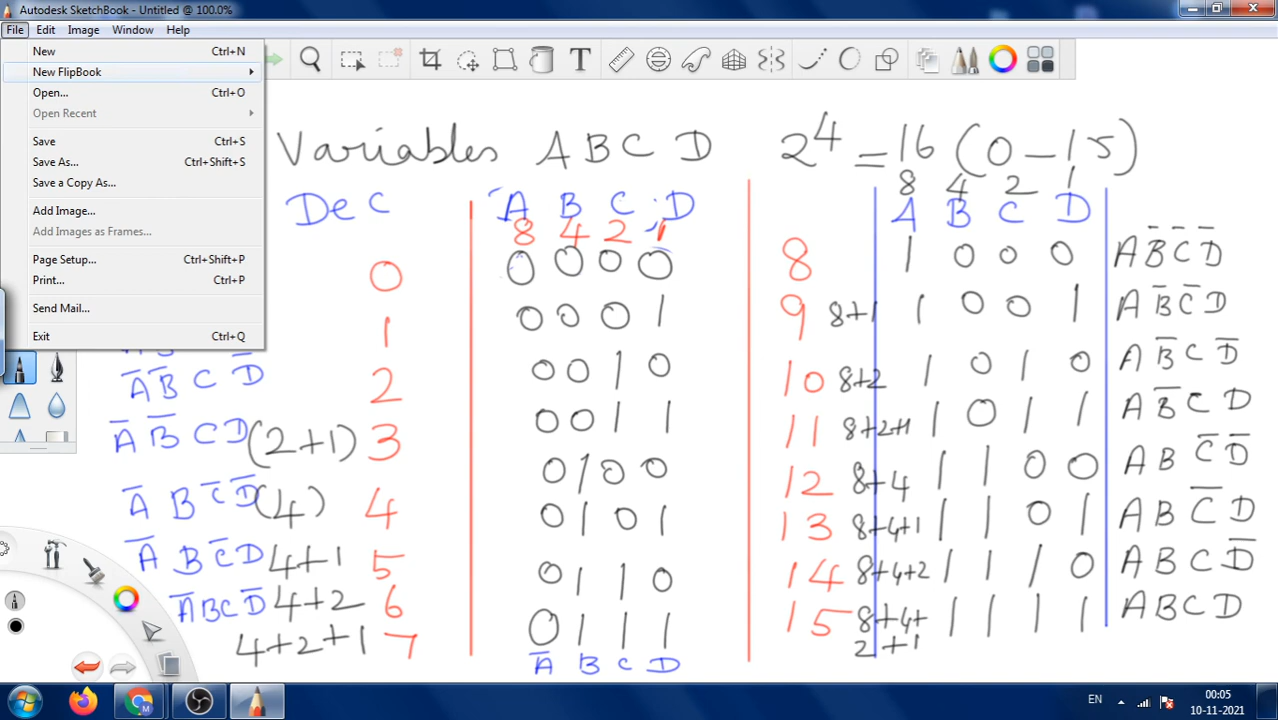 Autodesk SketchBook - Untitled @ 100.0%
File Edit Image Window Help
New Ctrl+N
New FlipBook
Open... Ctrl+O
Open Recent
Save Ctrl+S
Save As... Ctrl+Shift+S
Save a Copy As...
Add Image...
Add Images as Frames...
Page Setup... Ctrl+Shift+P
Print... Ctrl+P
Send Mail...
Exit Ctrl+Q
Variables A B C D 2⁴ = 16 (0 – 15)
8 4 2 1
Dec A B C D A B C D
8 4 2 1
0 0 0 0 0 8 1 0 0 0 A B̅ C̅ D̅
1 0 0 0 1 9 8+1 1 0 0 1 A B̅ C̅ D
A̅ B̅ C D̅ 2 0 0 1 0 10 8+2 1 0 1 0 A B̅ C D̅
A̅ B̅ C D (2+1) 3 0 0 1 1 11 8+2+1 1 0 1 1 A B̅ C D
A̅ B C̅ D̅ (4) 4 0 1 0 0 12 8+4 1 1 0 0 A B C̅ D̅
A̅ B C̅ D 4+1 5 0 1 0 1 13 8+4+1 1 1 0 1 A B C̅ D
A̅ B C D̅ 4+2 6 0 1 1 0 14 8+4+2 1 1 1 0 A B C D̅
4+2+1 7 0 1 1 1 15 8+4+ 1 1 1 1 A B C D
2+1
A̅ B C D
EN 00:05
10-11-2021